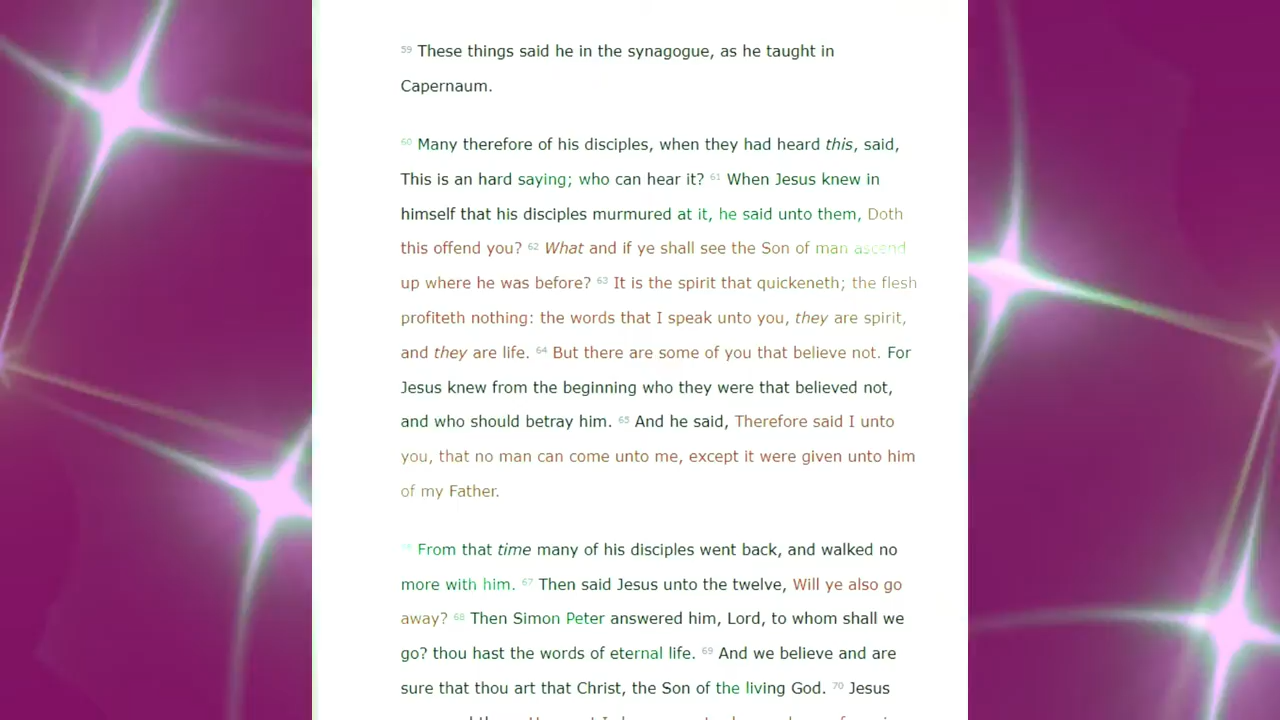 59 These things said he in the synagogue, as he taught in
Capernaum.
60 Many therefore of his disciples, when they had heard this, said,
This is an hard saying; who can hear it? 61 When Jesus knew in
himself that his disciples murmured at it, he said unto them, Doth
this offend you? 62 What and if ye shall see the Son of man ascend
up where he was before? 63 It is the spirit that quickeneth; the flesh
profiteth nothing: the words that I speak unto you, they are spirit,
and they are life. 64 But there are some of you that believe not. For
Jesus knew from the beginning who they were that believed not,
and who should betray him. 65 And he said, Therefore said I unto
you, that no man can come unto me, except it were given unto him
of my Father.
From that time many of his disciples went back, and walked no
more with him. 67 Then said Jesus unto the twelve, Will ye also go
away? 68 Then Simon Peter answered him, Lord, to whom shall we
go? thou hast the words of eternal life. 69 And we believe and are
sure that thou art that Christ, the Son of the living God. 70 Jesus